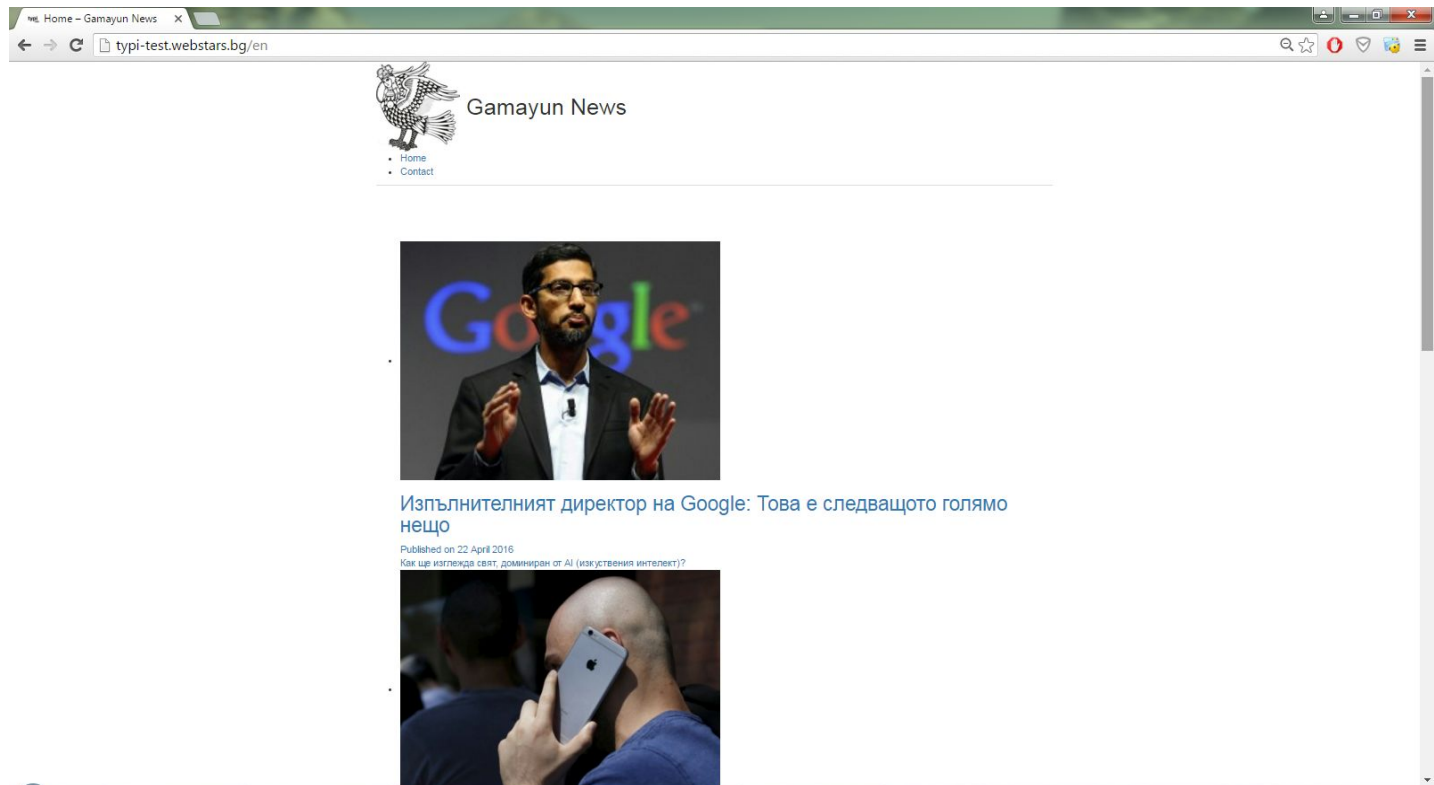 Home – Gamayun News
typi-test.webstars.bg/en
Gamayun News
Home
Contact
Google
Изпълнителният директор на Google: Това е следващото голямо
нещо
Published on 22 April 2016
Как ще изглежда свят, доминиран от AI (изкуствения интелект)?